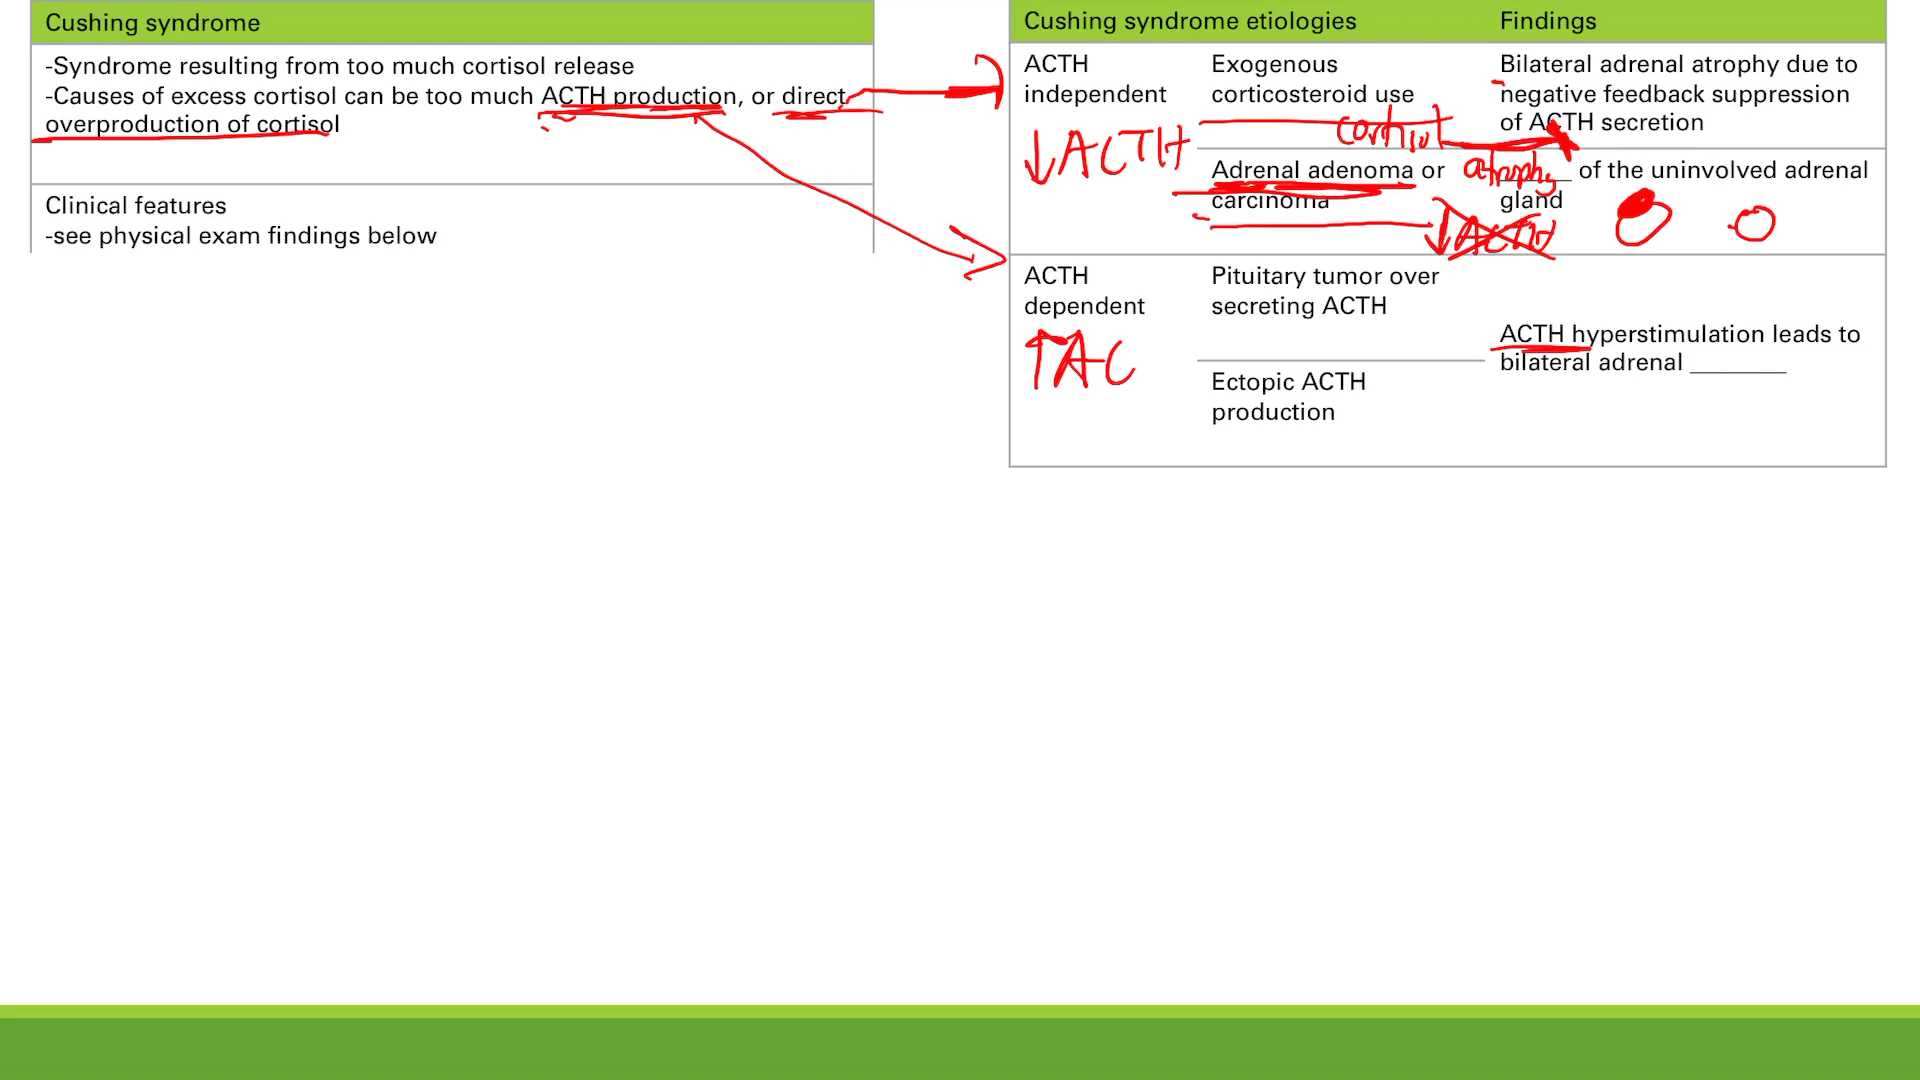 Cushing syndrome
-Syndrome resulting from too much cortisol release
-Causes of excess cortisol can be too much ACTH production, or direct
overproduction of cortisol
Clinical features
-see physical exam findings below
Cushing syndrome etiologies Findings
ACTH
independent
↓ACTH
Exogenous
corticosteroid use
Bilateral adrenal atrophy due to
negative feedback suppression
of ACTH secretion
cortisol
Adrenal adenoma or
carcinoma
atrophy of the uninvolved adrenal
gland
↓ACTH
ACTH
dependent
↑AC
Pituitary tumor over
secreting ACTH
Ectopic ACTH
production
ACTH hyperstimulation leads to
bilateral adrenal ________